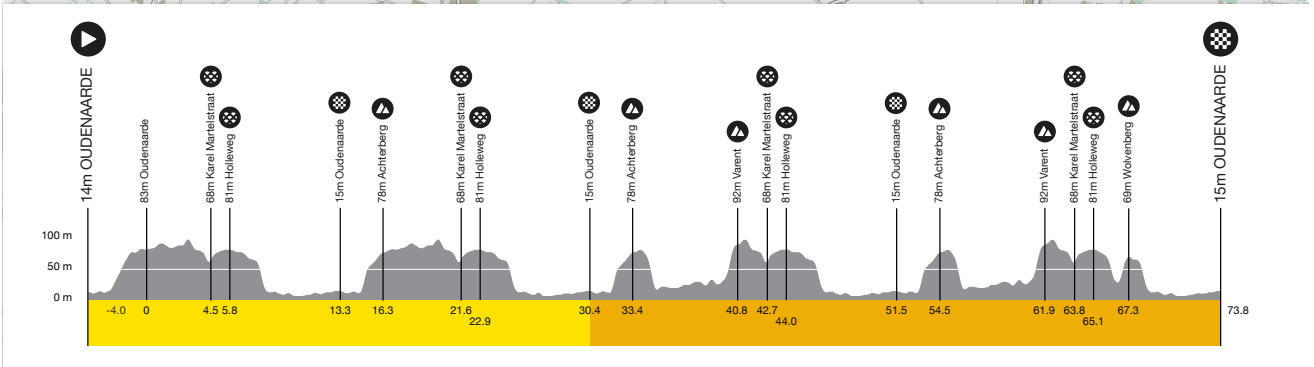 14m OUDENAARDE
83m Oudenaarde
68m Karel Martelstraat
81m Holleweg
15m Oudenaarde
78m Achterberg
68m Karel Martelstraat
81m Holleweg
15m Oudenaarde
78m Achterberg
92m Varent
68m Karel Martelstraat
81m Holleweg
15m Oudenaarde
78m Achterberg
92m Varent
68m Karel Martelstraat
81m Holleweg
69m Wolvenberg
15m OUDENAARDE
100 m
50 m
0 m
-4.0 0 4.5 5.8 13.3 16.3 21.6 30.4 33.4 40.8 42.7 51.5 54.5 61.9 63.8 67.3 73.8
22.9 44.0 65.1